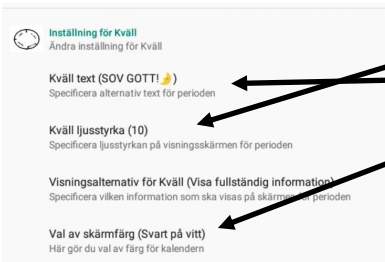 Inställning för Kväll
Ändra inställning för Kväll
Kväll text (SOV GOTT!🤌)
Specificera alternativ text för perioden
Kväll ljusstyrka (10)
Specificera ljusstyrkan på visningsskärmen för perioden
Visningsalternativ för Kväll (Visa fullständig information)
Specificera vilken information som ska visas på skärmen för perioden
Val av skärmfärg (Svart på vitt)
Här gör du val av färg för kalendern